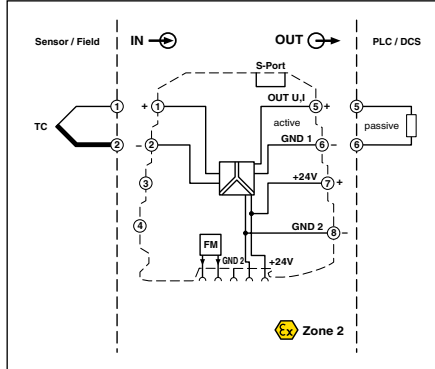 Sensor / Field
IN
OUT
PLC / DCS
S-Port
OUT U,I
1
+
1
5
+
5
active
passive
TC
GND 1
2
–
2
6
–
6
+24V
3
7
+
4
GND 2
8
–
FM
GND 2
+24V
Ex
Zone 2